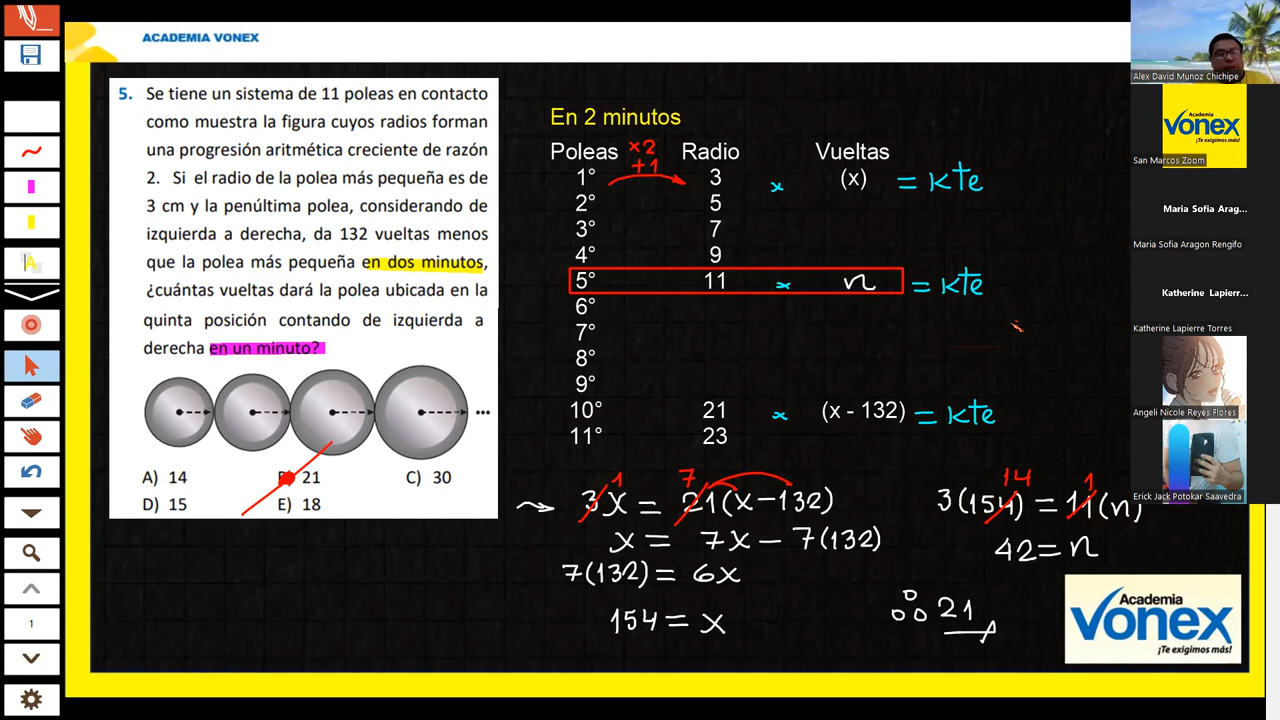 ACADEMIA VONEX
5. Se tiene un sistema de 11 poleas en contacto
como muestra la figura cuyos radios forman
una progresión aritmética creciente de razón
2. Si el radio de la polea más pequeña es de
3 cm y la penúltima polea, considerando de
izquierda a derecha, da 132 vueltas menos
que la polea más pequeña en dos minutos,
¿cuántas vueltas dará la polea ubicada en la
quinta posición contando de izquierda a
derecha en un minuto?
...
A) 14 21 C) 30
D) 15 E) 18
En 2 minutos
Poleas x2 +1 Radio Vueltas
1° 3 x (x) = kte
2° 5
3° 7
4° 9
5° 11 x n = kte
6°
7°
8°
9°
10° 21 x (x - 132) = kte
11° 23
1 7
3x = 21(x-132)
x = 7x - 7(132)
7(132) = 6x
154 = x
14 1
3(154) = 11(n)
42 = n
21
Alex David Munoz Chichipe
Academia
Vonex
¡Te exigimos más!
San Marcos Zoom
Maria Sofia Arag...
Maria Sofia Aragon Rengifo
Katherine Lapierr...
Katherine Lapierre Torres
Angeli Nicole Reyes Flores
Erick Jack Potokar Saavedra
Academia
Vonex
¡Te exigimos más!
A
1